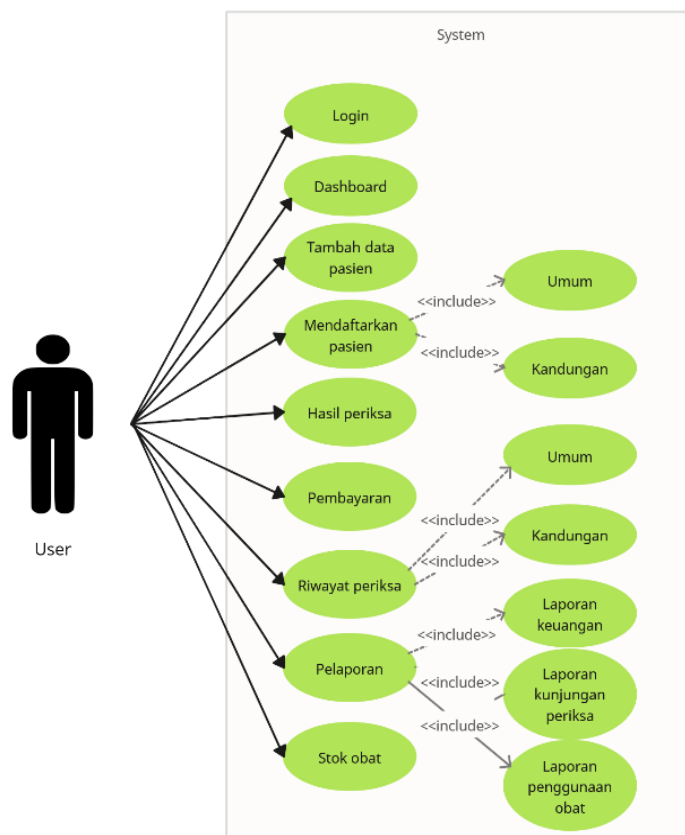 System
Login
Dashboard
Tambah data
pasien
Mendaftarkan
pasien
<<include>>
Umum
<<include>>
Kandungan
Hasil periksa
Pembayaran
Riwayat periksa
<<include>>
Umum
<<include>>
Kandungan
Pelaporan
<<include>>
Laporan
keuangan
<<include>>
Laporan
kunjungan
periksa
<<include>>
Laporan
penggunaan
obat
Stok obat
User